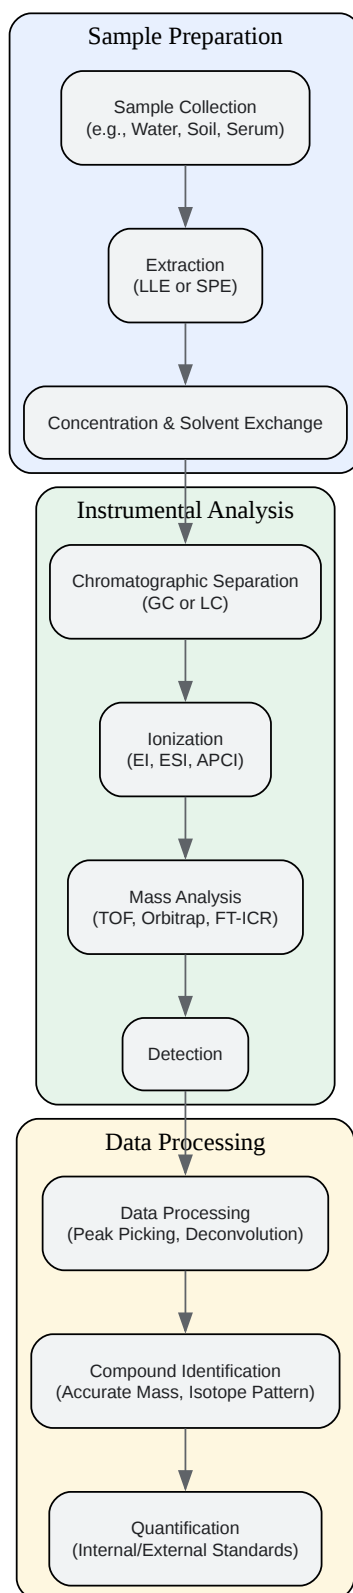 Sample Preparation
Sample Collection
(e.g., Water, Soil, Serum)
Extraction
(LLE or SPE)
Concentration & Solvent Exchange
Instrumental Analysis
Chromatographic Separation
(GC or LC)
Ionization
(EI, ESI, APCI)
Mass Analysis
(TOF, Orbitrap, FT-ICR)
Detection
Data Processing
Data Processing
(Peak Picking, Deconvolution)
Compound Identification
(Accurate Mass, Isotope Pattern)
Quantification
(Internal/External Standards)